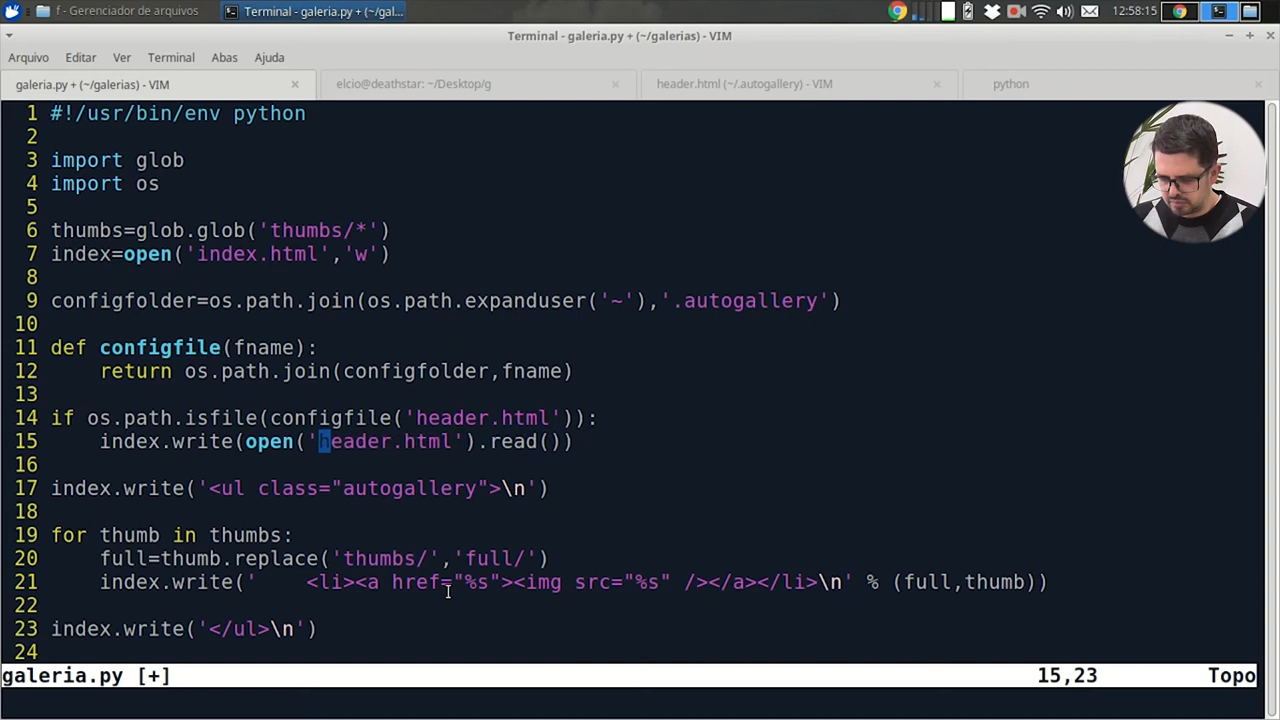 f - Gerenciador de arquivos
Terminal - galeria.py + (~/gal...
12:58:15
Terminal - galeria.py + (~/galerias) - VIM
Arquivo Editar Ver Terminal Abas Ajuda
galeria.py + (~/galerias) - VIM
elcio@deathstar: ~/Desktop/g
header.html (~/.autogallery) - VIM
python
1 #!/usr/bin/env python
2
3 import glob
4 import os
5
6 thumbs=glob.glob('thumbs/*')
7 index=open('index.html','w')
8
9 configfolder=os.path.join(os.path.expanduser('~'),'.autogallery')
10
11 def configfile(fname):
12     return os.path.join(configfolder,fname)
13
14 if os.path.isfile(configfile('header.html')):
15     index.write(open('header.html').read())
16
17 index.write('<ul class="autogallery">\n')
18
19 for thumb in thumbs:
20     full=thumb.replace('thumbs/','full/')
21     index.write('    <li><a href="%s"><img src="%s" /></a></li>\n' % (full,thumb))
22
23 index.write('</ul>\n')
24
galeria.py [+] 15,23 Topo